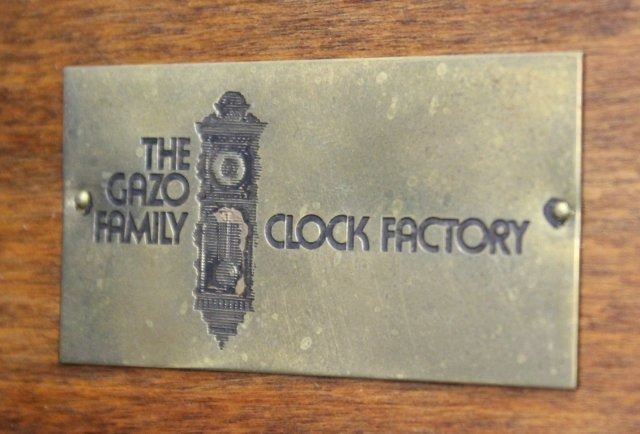 THE
GAZO
FAMILY
CLOCK FACTORY